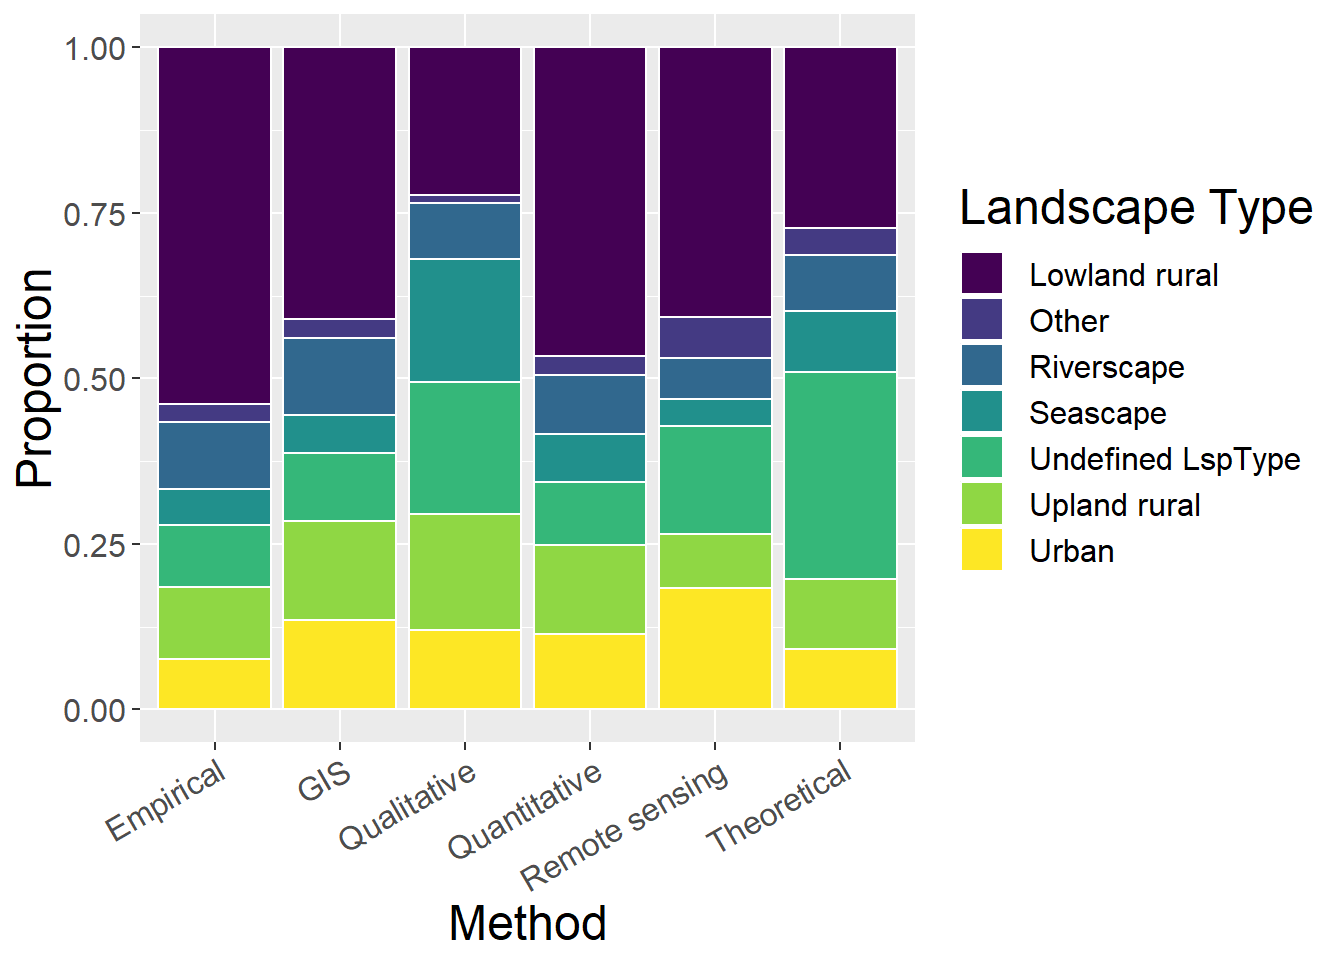 1.00
0.75
0.50
0.25
0.00
Proportion
Empirical
GIS
Qualitative
Quantitative
Remote sensing
Theoretical
Method
Landscape Type
Lowland rural
Other
Riverscape
Seascape
Undefined LspType
Upland rural
Urban